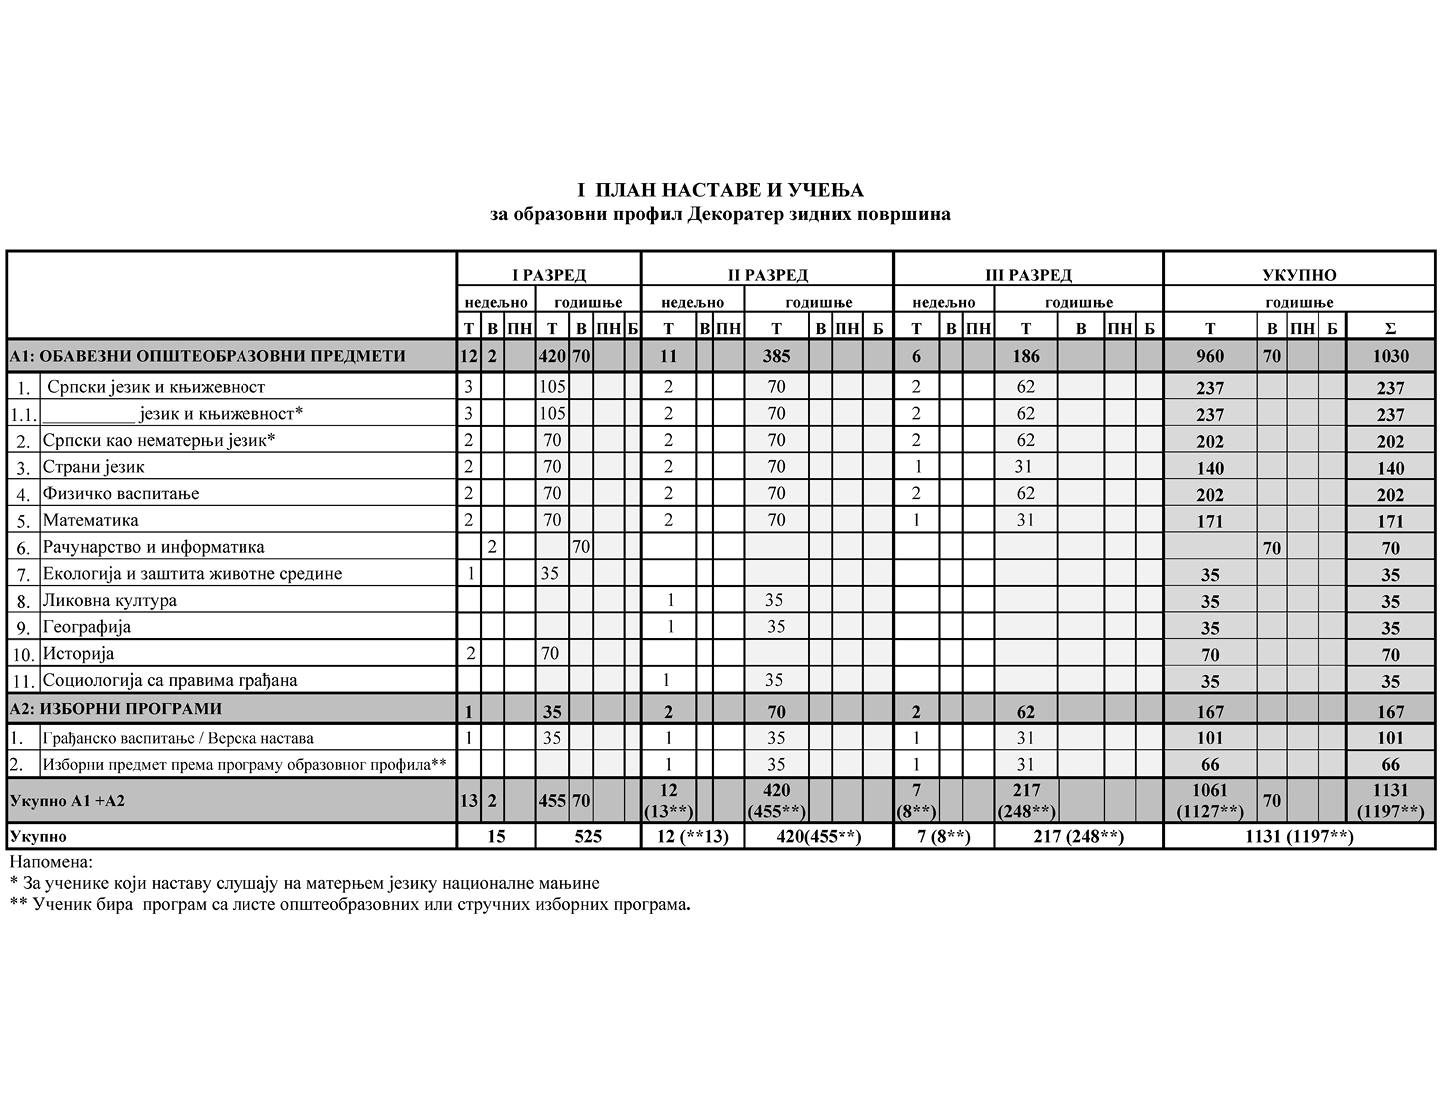 I ПЛАН НАСТАВЕ И УЧЕЊА
за образовни профил Декоратер зидних површина
I РАЗРЕД II РАЗРЕД III РАЗРЕД УКУПНО
недељно годишње недељно годишње недељно годишње годишње
Т В ПН Т В ПН Б Т В ПН Т В ПН Б Т В ПН Т В ПН Б Т В ПН Б Σ
А1: ОБАВЕЗНИ ОПШТЕОБРАЗОВНИ ПРЕДМЕТИ 12 2 420 70 11 385 6 186 960 70 1030
1. Српски језик и књижевност 3 105 2 70 2 62 237 237
1.1. __________ језик и књижевност* 3 105 2 70 2 62 237 237
2. Српски као нематерњи језик* 2 70 2 70 2 62 202 202
3. Страни језик 2 70 2 70 1 31 140 140
4. Физичко васпитање 2 70 2 70 2 62 202 202
5. Математика 2 70 2 70 1 31 171 171
6. Рачунарство и информатика 2 70 70 70
7. Екологија и заштита животне средине 1 35 35 35
8. Ликовна култура 1 35 35 35
9. Географија 1 35 35 35
10. Историја 2 70 70 70
11. Социологија са правима грађана 1 35 35 35
А2: ИЗБОРНИ ПРОГРАМИ 1 35 2 70 2 62 167 167
1. Грађанско васпитање / Верска настава 1 35 1 35 1 31 101 101
2. Изборни предмет према програму образовног профила** 1 35 1 31 66 66
Укупно А1 +А2 13 2 455 70 12 (13**) 420 (455**) 7 (8**) 217 (248**) 1061 (1127**) 70 1131 (1197**)
Укупно 15 525 12 (**13) 420(455**) 7 (8**) 217 (248**) 1131 (1197**)
Напомена:
* За ученике који наставу слушају на матерњем језику националне мањине
** Ученик бира програм са листе општеобразовних или стручних изборних програма.